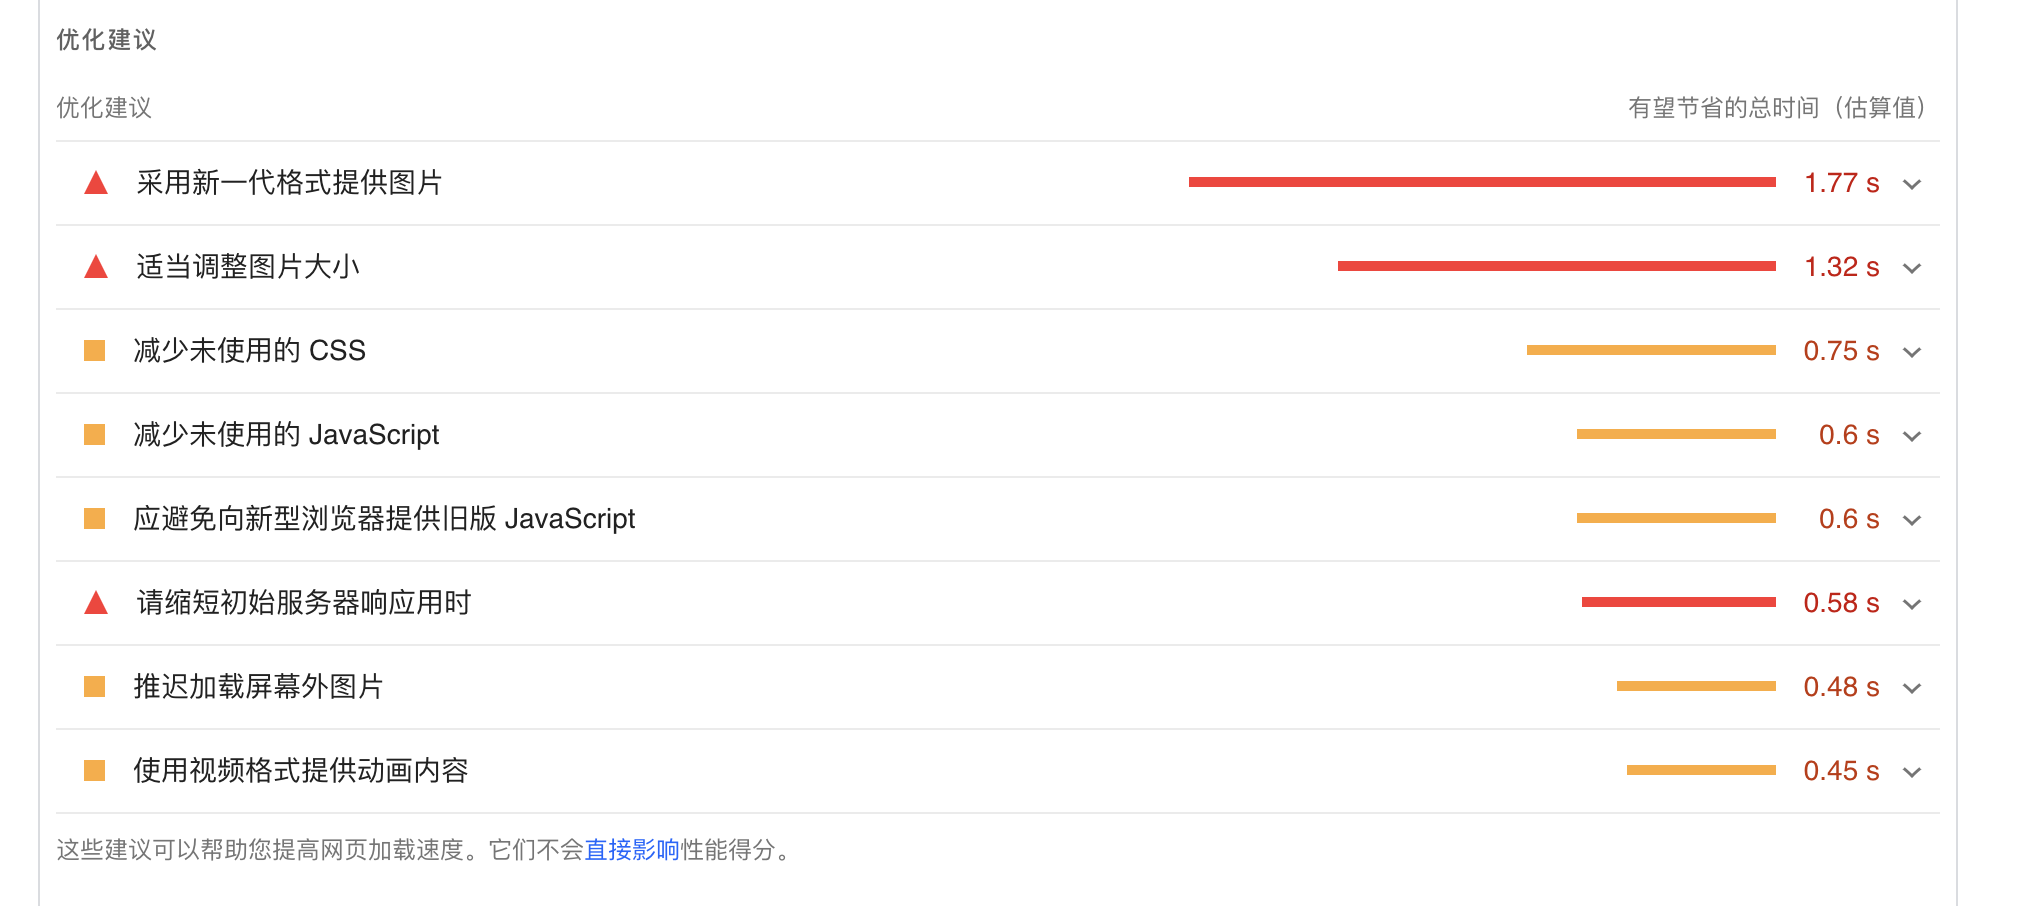 优化建议
优化建议 有望节省的总时间（估算值）
采用新一代格式提供图片 1.77 s
适当调整图片大小 1.32 s
减少未使用的 CSS 0.75 s
减少未使用的 JavaScript 0.6 s
应避免向新型浏览器提供旧版 JavaScript 0.6 s
请缩短初始服务器响应用时 0.58 s
推迟加载屏幕外图片 0.48 s
使用视频格式提供动画内容 0.45 s
这些建议可以帮助您提高网页加载速度。它们不会直接影响性能得分。